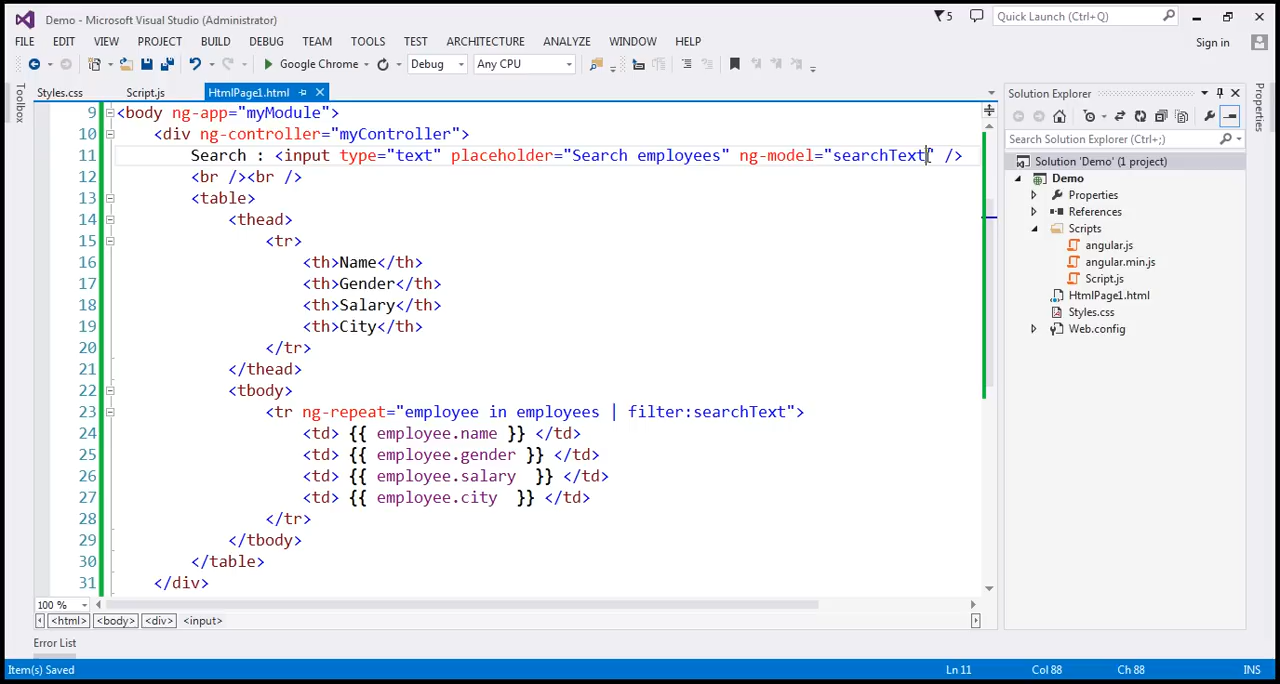 Demo - Microsoft Visual Studio (Administrator)
5
Quick Launch (Ctrl+Q)
FILE EDIT VIEW PROJECT BUILD DEBUG TEAM TOOLS TEST ARCHITECTURE ANALYZE WINDOW HELP
Sign in
Google Chrome
Debug
Any CPU
Toolbox
Styles.css Script.js HtmlPage1.html
9 <body ng-app="myModule">
10 <div ng-controller="myController">
11 Search : <input type="text" placeholder="Search employees" ng-model="searchText" />
12 <br /><br />
13 <table>
14 <thead>
15 <tr>
16 <th>Name</th>
17 <th>Gender</th>
18 <th>Salary</th>
19 <th>City</th>
20 </tr>
21 </thead>
22 <tbody>
23 <tr ng-repeat="employee in employees | filter:searchText">
24 <td> {{ employee.name }} </td>
25 <td> {{ employee.gender }} </td>
26 <td> {{ employee.salary  }} </td>
27 <td> {{ employee.city  }} </td>
28 </tr>
29 </tbody>
30 </table>
31 </div>
100 %
<html> <body> <div> <input>
Error List
Solution Explorer
Search Solution Explorer (Ctrl+;)
Solution 'Demo' (1 project)
Demo
Properties
References
Scripts
angular.js
angular.min.js
Script.js
HtmlPage1.html
Styles.css
Web.config
Properties
Item(s) Saved
Ln 11
Col 88
Ch 88
INS